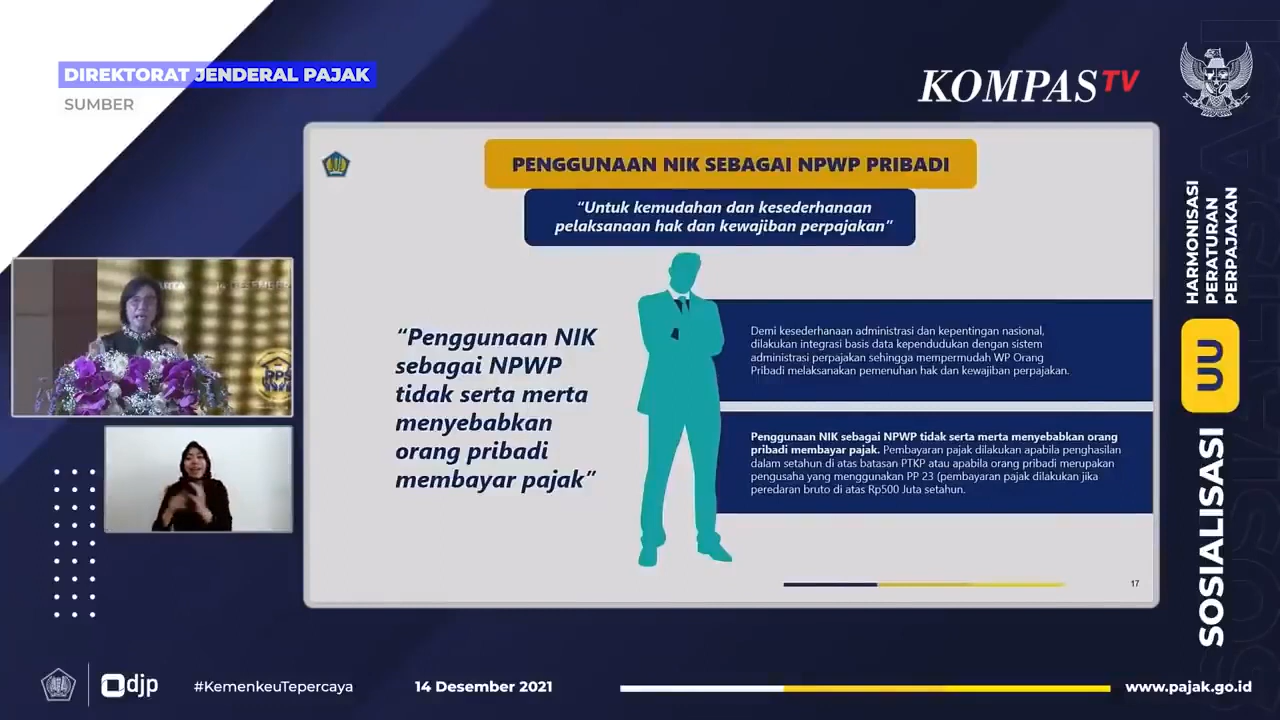 DIREKTORAT JENDERAL PAJAK
SUMBER
KOMPAS TV
PENGGUNAAN NIK SEBAGAI NPWP PRIBADI
“Untuk kemudahan dan kesederhanaan
pelaksanaan hak dan kewajiban perpajakan”
“Penggunaan NIK
sebagai NPWP
tidak serta merta
menyebabkan
orang pribadi
membayar pajak”
Demi kesederhanaan administrasi dan kepentingan nasional,
dilakukan integrasi basis data kependudukan dengan sistem
administrasi perpajakan sehingga mempermudah WP Orang
Pribadi melaksanakan pemenuhan hak dan kewajiban perpajakan.
Penggunaan NIK sebagai NPWP tidak serta merta menyebabkan orang
pribadi membayar pajak. Pembayaran pajak dilakukan apabila penghasilan
dalam setahun di atas batasan PTKP atau apabila orang pribadi merupakan
pengusaha yang menggunakan PP 23 (pembayaran pajak dilakukan jika
peredaran bruto di atas Rp500 Juta setahun.
17
SOSIALISASI
UU
HARMONISASI
PERATURAN
PERPAJAKAN
djp
#KemenkeuTepercaya
14 Desember 2021
www.pajak.go.id